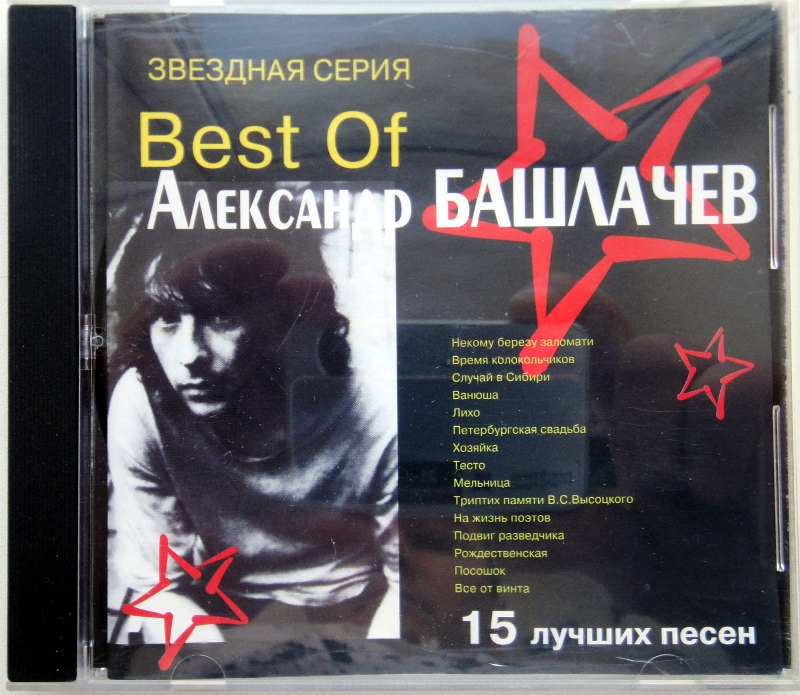 ЗВЕЗДНАЯ СЕРИЯ
Best Of
Александр БАШЛАЧЕВ
Некому березу заломати
Время колокольчиков
Случай в Сибири
Ванюша
Лихо
Петербургская свадьба
Хозяйка
Тесто
Мельница
Триптих памяти В.С.Высоцкого
На жизнь поэтов
Подвиг разведчика
Рождественская
Посошок
Все от винта
15 лучших песен